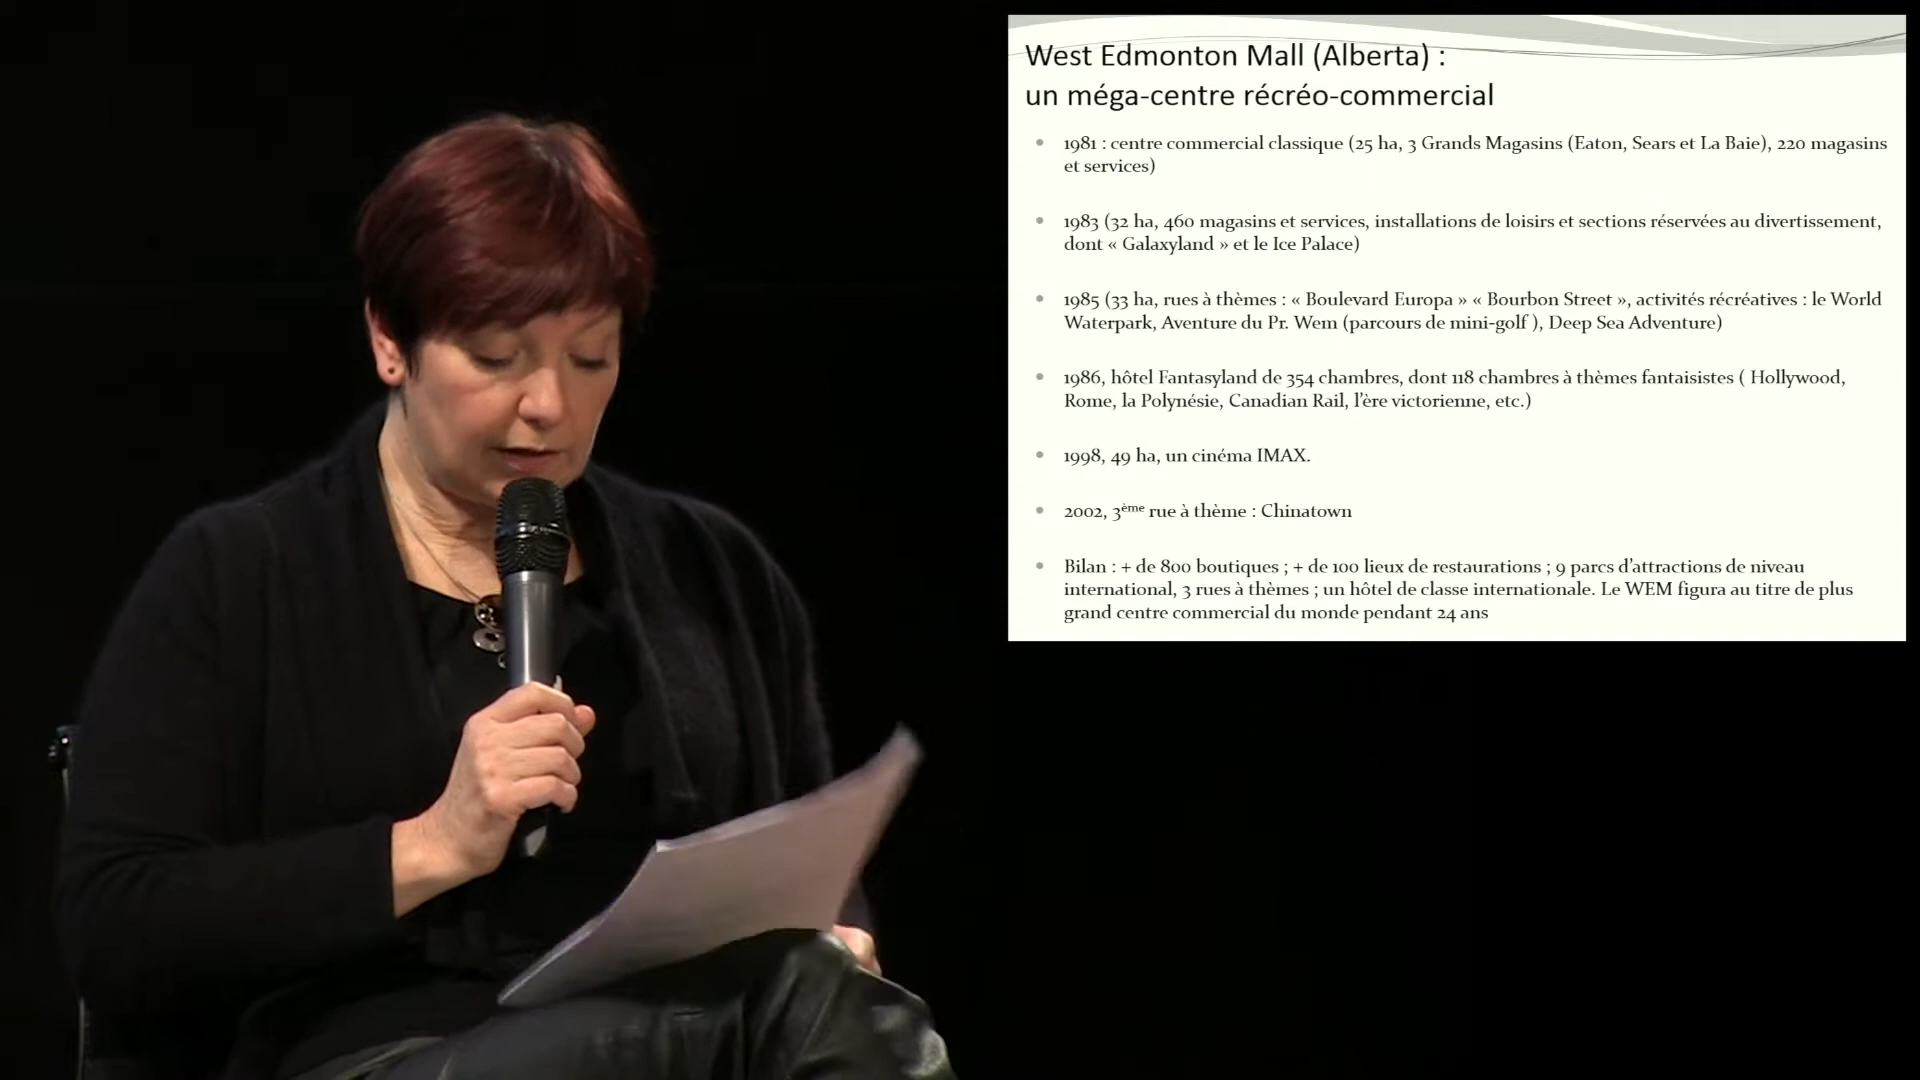 West Edmonton Mall (Alberta) :
un méga-centre récréo-commercial
• 1981 : centre commercial classique (25 ha, 3 Grands Magasins (Eaton, Sears et La Baie), 220 magasins
et services)
• 1983 (32 ha, 460 magasins et services, installations de loisirs et sections réservées au divertissement,
dont « Galaxyland » et le Ice Palace)
• 1985 (33 ha, rues à thèmes : « Boulevard Europa » « Bourbon Street », activités récréatives : le World
Waterpark, Aventure du Pr. Wem (parcours de mini-golf ), Deep Sea Adventure)
• 1986, hôtel Fantasyland de 354 chambres, dont 118 chambres à thèmes fantaisistes ( Hollywood,
Rome, la Polynésie, Canadian Rail, l’ère victorienne, etc.)
• 1998, 49 ha, un cinéma IMAX.
• 2002, 3ème rue à thème : Chinatown
• Bilan : + de 800 boutiques ; + de 100 lieux de restaurations ; 9 parcs d’attractions de niveau
international, 3 rues à thèmes ; un hôtel de classe internationale. Le WEM figura au titre de plus
grand centre commercial du monde pendant 24 ans